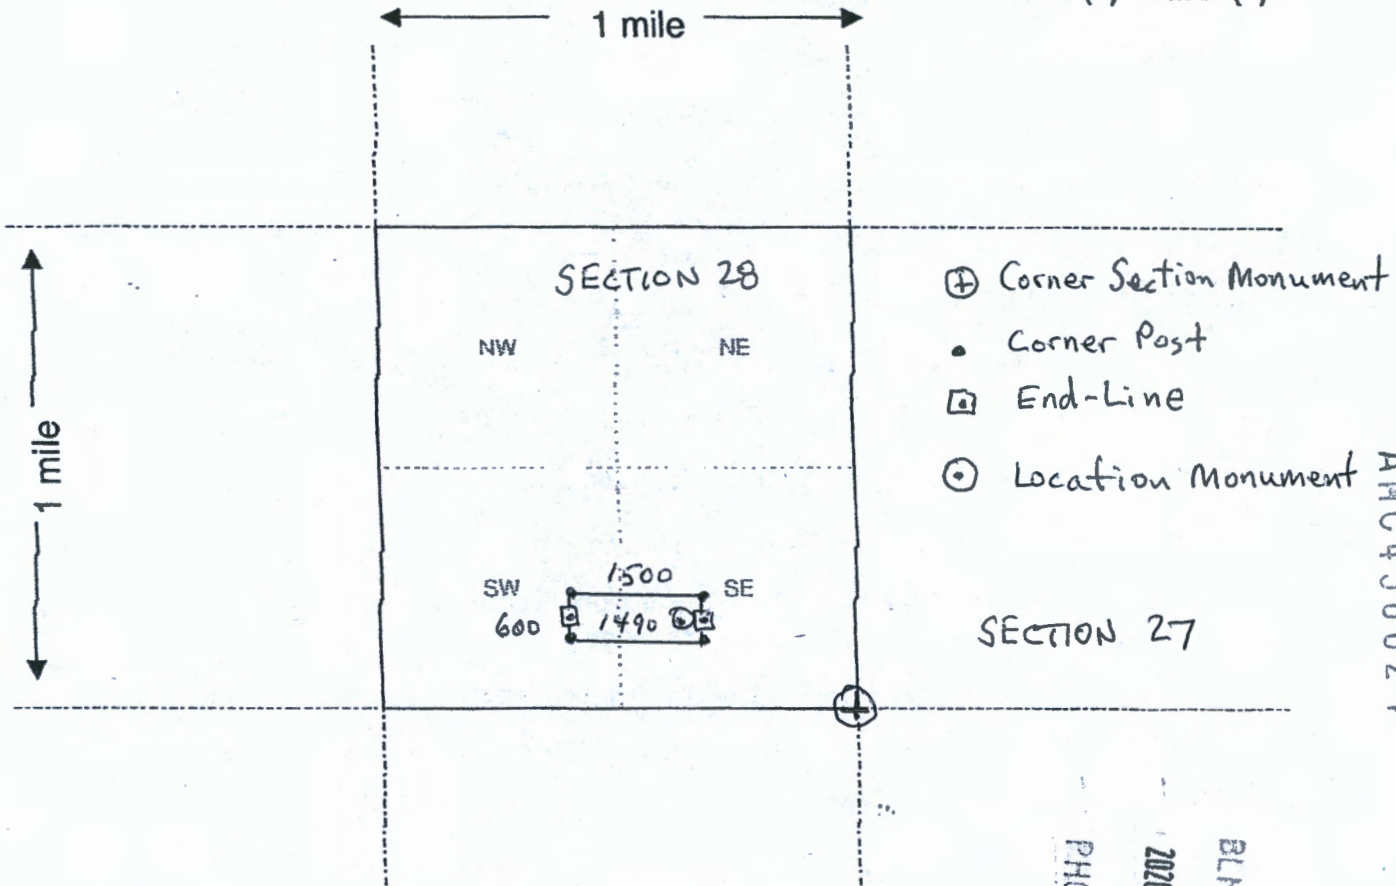 1 mile
SECTION 28
NW
NE
1 mile
SW
1500
SE
600
1490
Corner Section Monument
Corner Post
End-Line
Location Monument
SECTION 27